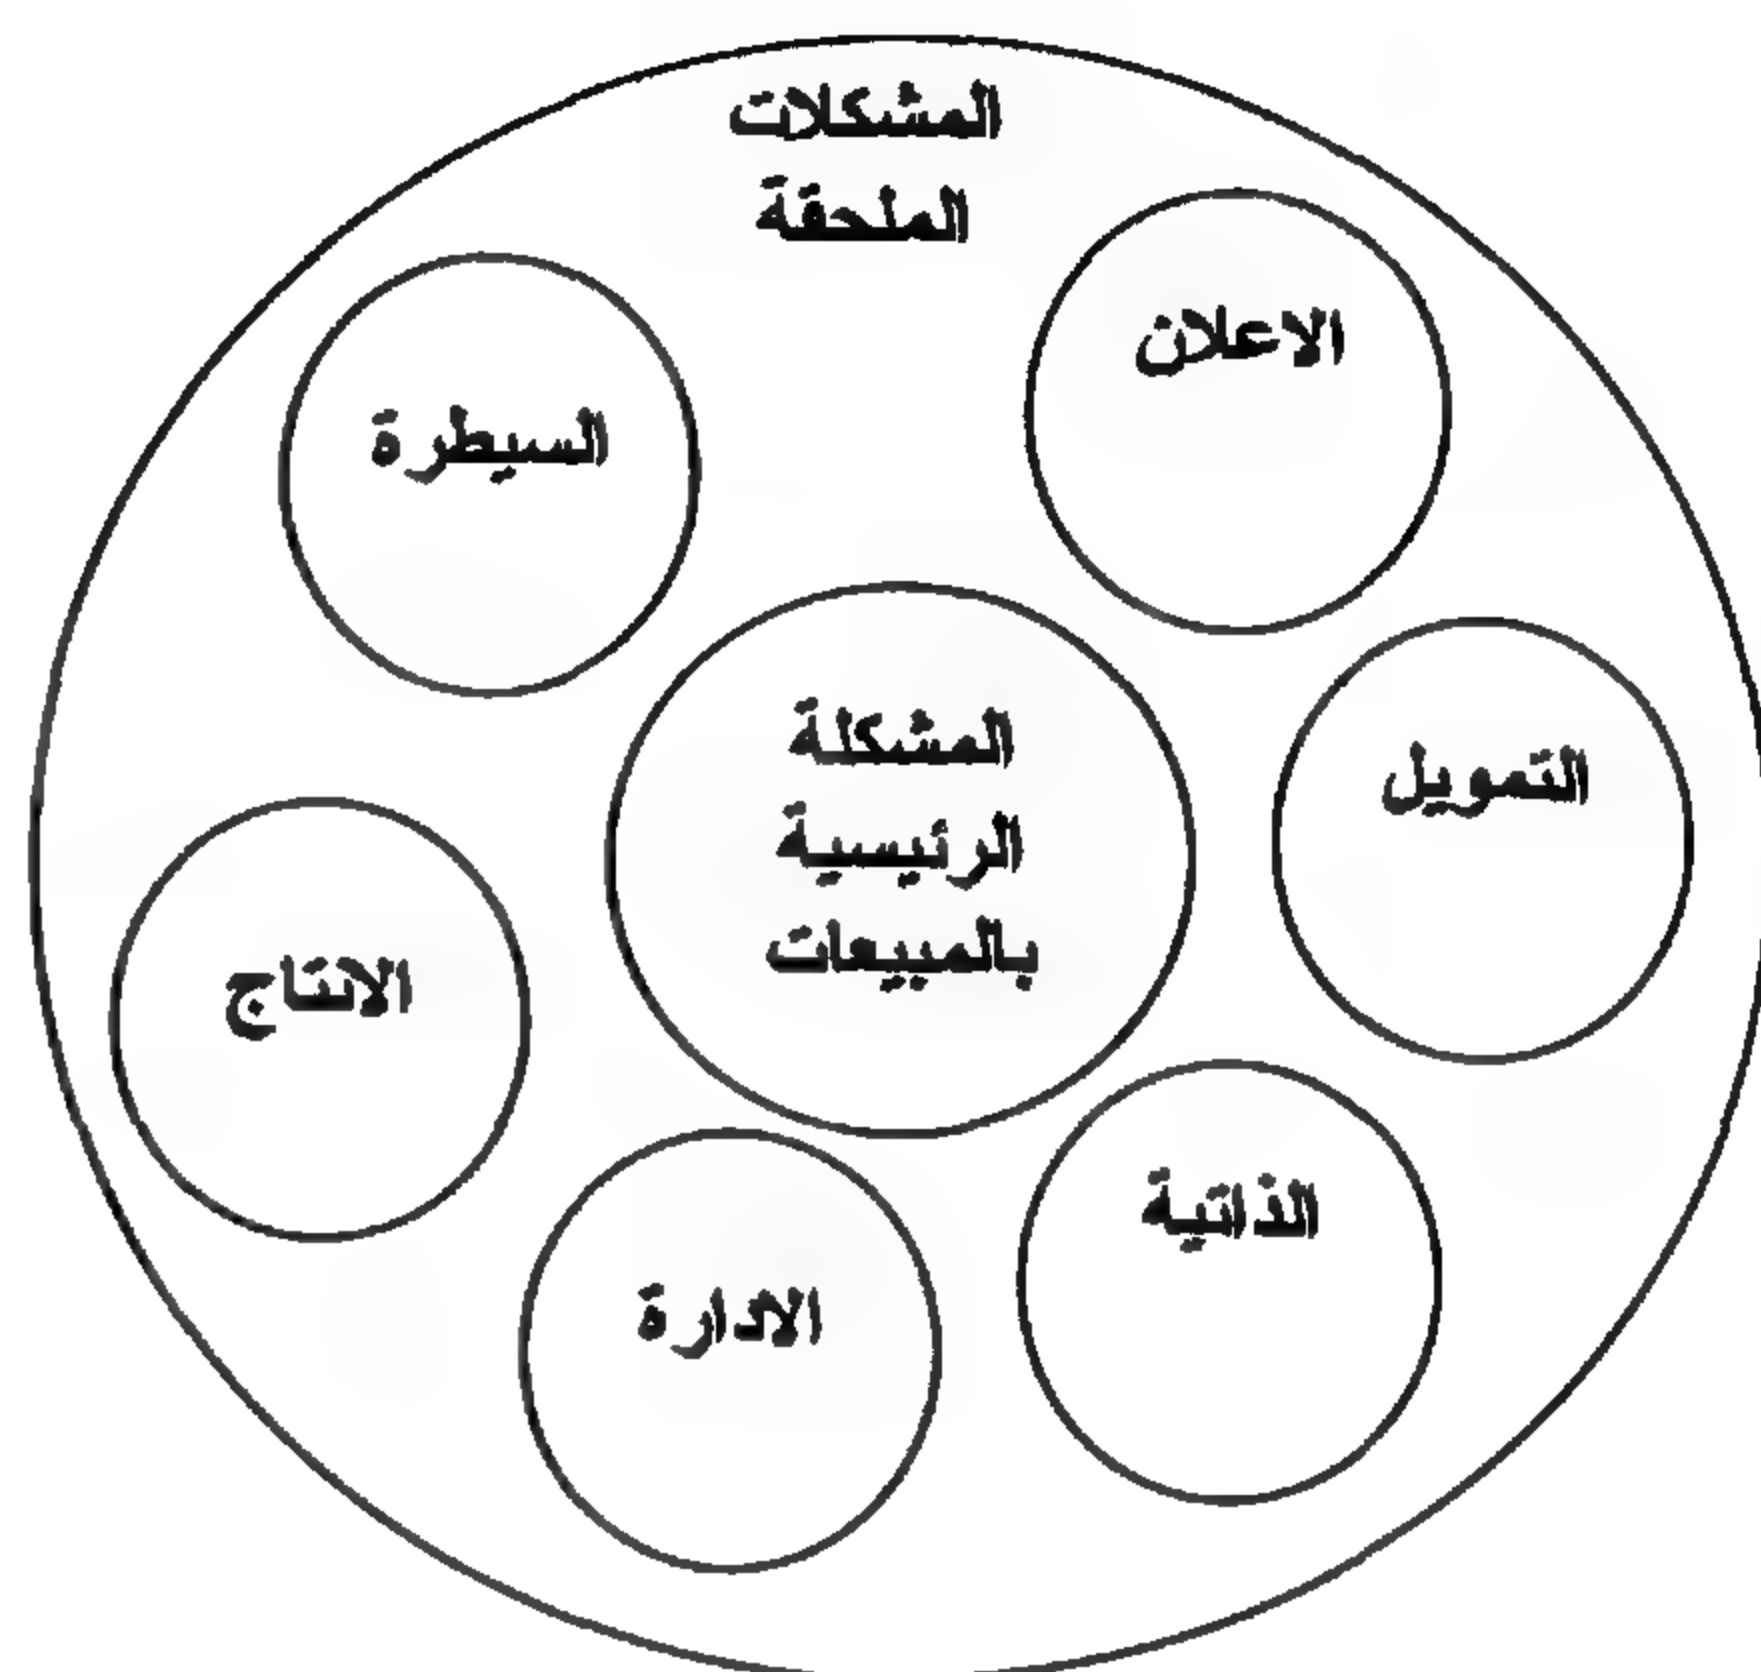 المشكلات
الملحقة
الاعلان
السيطرة
المشكلة
الرئيسية
بالمبيعات
التمويل
الانتاج
الذاتية
الادارة